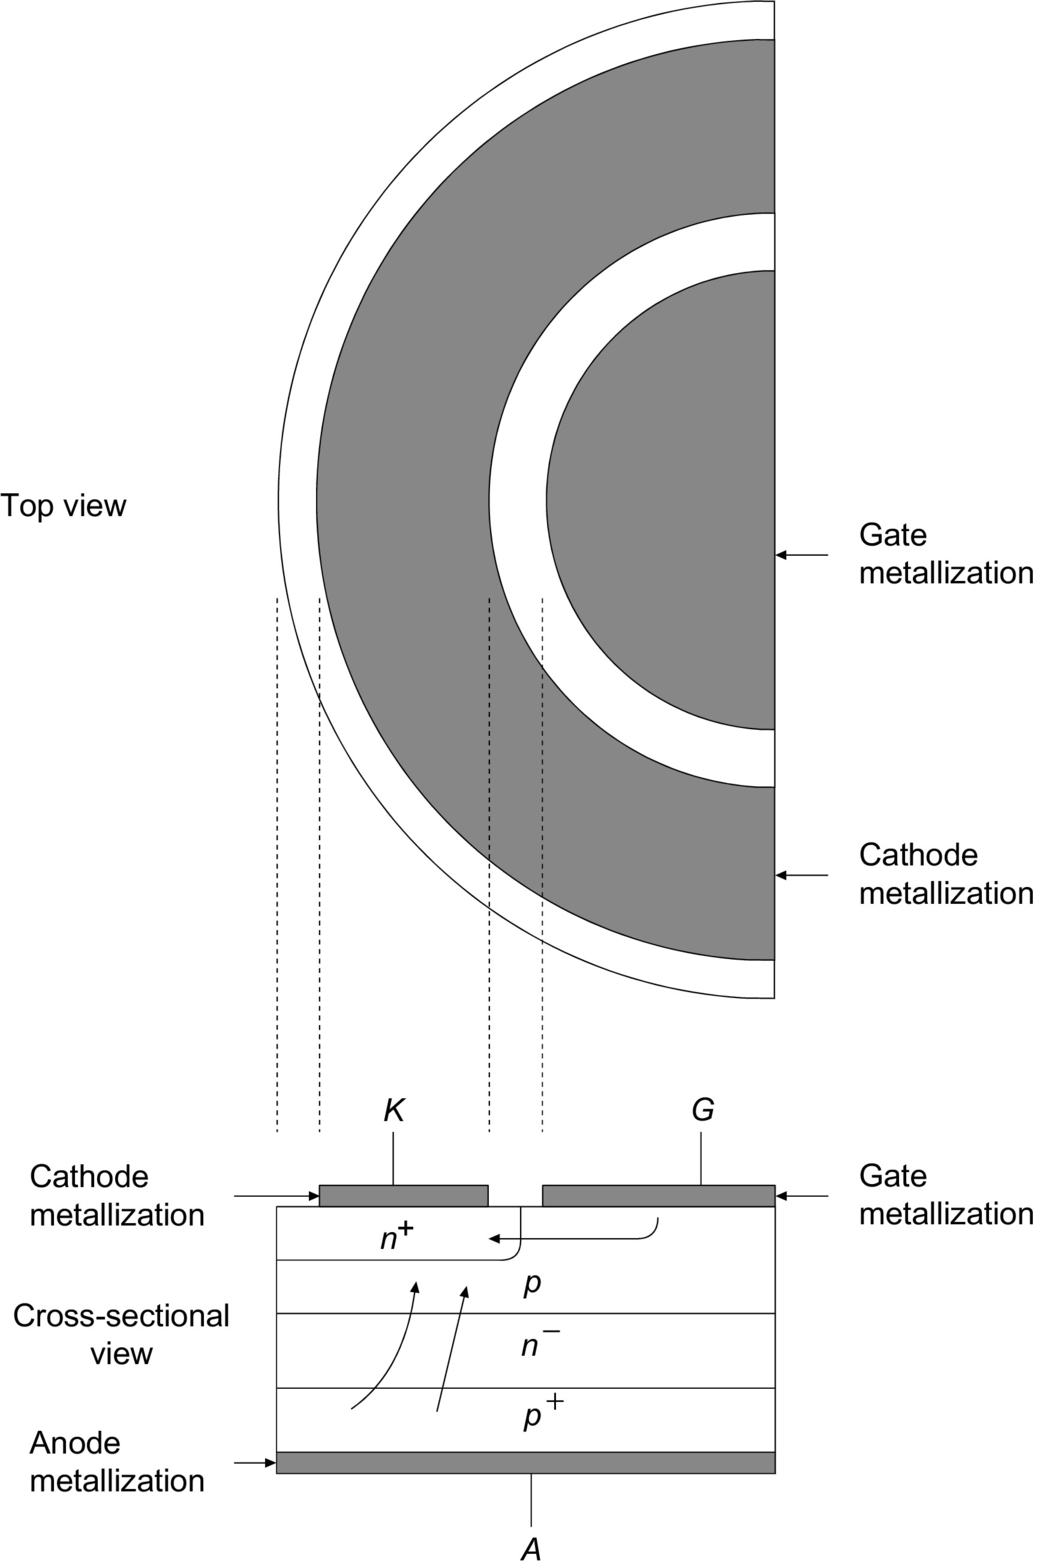 Top view
Gate
metallization
Cathode
metallization
K
G
Cathode
metallization
Gate
metallization
n+
p
Cross-sectional
view
n−
p+
Anode
metallization
A